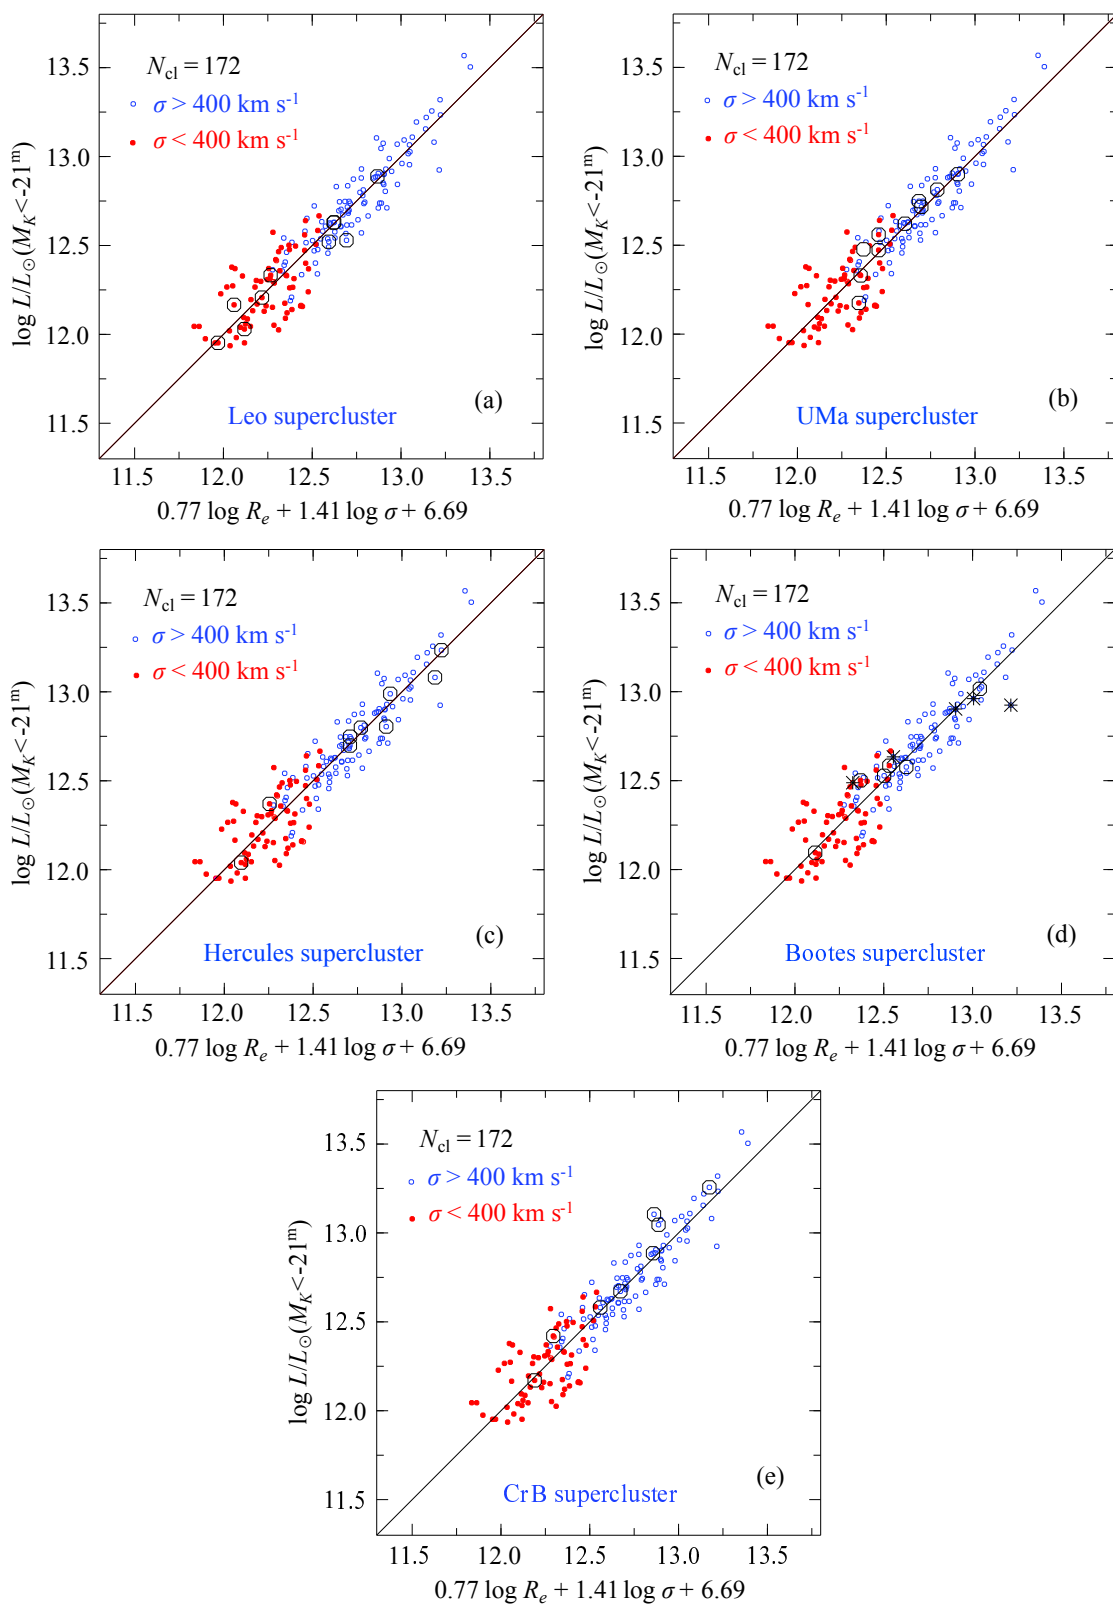 13.5
13.0
12.5
12.0
11.5
log L/L⊙(M_K<-21ᵐ)
N_cl = 172
σ > 400 km s⁻¹
σ < 400 km s⁻¹
(a)
Leo supercluster
11.5 12.0 12.5 13.0 13.5
0.77 log R_e + 1.41 log σ + 6.69
13.5
13.0
12.5
12.0
11.5
log L/L⊙(M_K<-21ᵐ)
N_cl = 172
σ > 400 km s⁻¹
σ < 400 km s⁻¹
(b)
UMa supercluster
11.5 12.0 12.5 13.0 13.5
0.77 log R_e + 1.41 log σ + 6.69
13.5
13.0
12.5
12.0
11.5
log L/L⊙(M_K<-21ᵐ)
N_cl = 172
σ > 400 km s⁻¹
σ < 400 km s⁻¹
(c)
Hercules supercluster
11.5 12.0 12.5 13.0 13.5
0.77 log R_e + 1.41 log σ + 6.69
13.5
13.0
12.5
12.0
11.5
log L/L⊙(M_K<-21ᵐ)
N_cl = 172
σ > 400 km s⁻¹
σ < 400 km s⁻¹
(d)
Bootes supercluster
11.5 12.0 12.5 13.0 13.5
0.77 log R_e + 1.41 log σ + 6.69
13.5
13.0
12.5
12.0
11.5
log L/L⊙(M_K<-21ᵐ)
N_cl = 172
σ > 400 km s⁻¹
σ < 400 km s⁻¹
(e)
CrB supercluster
11.5 12.0 12.5 13.0 13.5
0.77 log R_e + 1.41 log σ + 6.69